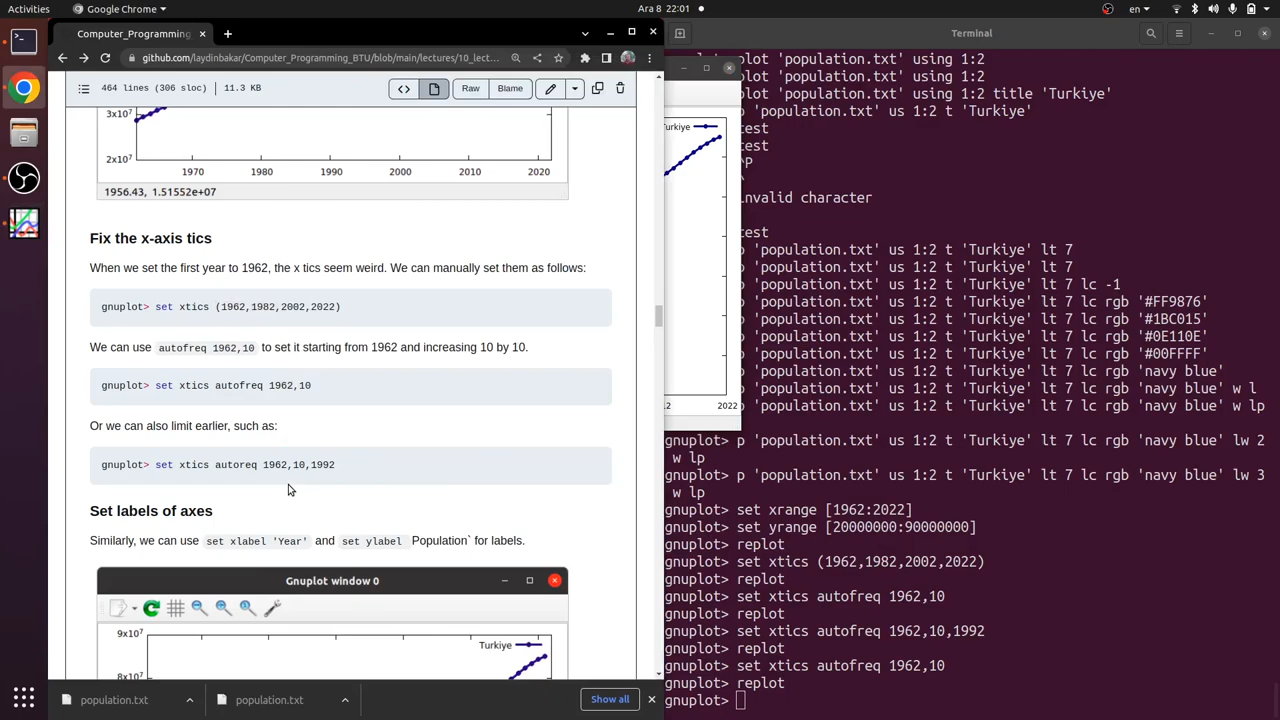 Activities
Google Chrome
Ara 8 22:01
en
Computer_Programming
Terminal
github.com/laydinbakar/Computer_Programming_BTU/blob/main/lectures/10_lect...
464 lines (306 sloc)
11.3 KB
Raw
Blame
3x10⁷
2x10⁷
1970
1980
1990
2000
2010
2020
1956.43, 1.51552e+07
Fix the x-axis tics
When we set the first year to 1962, the x tics seem weird. We can manually set them as follows:
gnuplot> set xtics (1962,1982,2002,2022)
We can use autofreq 1962,10 to set it starting from 1962 and increasing 10 by 10.
gnuplot> set xtics autofreq 1962,10
Or we can also limit earlier, such as:
gnuplot> set xtics autoreq 1962,10,1992
Set labels of axes
Similarly, we can use set xlabel 'Year' and set ylabel Population` for labels.
Gnuplot window 0
9x10⁷
Turkiye
8x10⁷
population.txt
population.txt
Show all
urkiye
12
2022
plot 'population.txt' using 1:2
plot 'population.txt' using 1:2
plot 'population.txt' using 1:2 title 'Turkiye'
p 'population.txt' us 1:2 t 'Turkiye'
test
test
^P
^
invalid character
test
p 'population.txt' us 1:2 t 'Turkiye' lt 7
p 'population.txt' us 1:2 t 'Turkiye' lt 7
p 'population.txt' us 1:2 t 'Turkiye' lt 7 lc -1
p 'population.txt' us 1:2 t 'Turkiye' lt 7 lc rgb '#FF9876'
p 'population.txt' us 1:2 t 'Turkiye' lt 7 lc rgb '#1BC015'
p 'population.txt' us 1:2 t 'Turkiye' lt 7 lc rgb '#0E110E'
p 'population.txt' us 1:2 t 'Turkiye' lt 7 lc rgb '#00FFFF'
p 'population.txt' us 1:2 t 'Turkiye' lt 7 lc rgb 'navy blue'
p 'population.txt' us 1:2 t 'Turkiye' lt 7 lc rgb 'navy blue' w l
p 'population.txt' us 1:2 t 'Turkiye' lt 7 lc rgb 'navy blue' w lp
gnuplot> p 'population.txt' us 1:2 t 'Turkiye' lt 7 lc rgb 'navy blue' lw 2
w lp
gnuplot> p 'population.txt' us 1:2 t 'Turkiye' lt 7 lc rgb 'navy blue' lw 3
w lp
gnuplot> set xrange [1962:2022]
gnuplot> set yrange [20000000:90000000]
gnuplot> replot
gnuplot> set xtics (1962,1982,2002,2022)
gnuplot> replot
gnuplot> set xtics autofreq 1962,10
gnuplot> replot
gnuplot> set xtics autofreq 1962,10,1992
gnuplot> replot
gnuplot> set xtics autofreq 1962,10
gnuplot> replot
gnuplot>